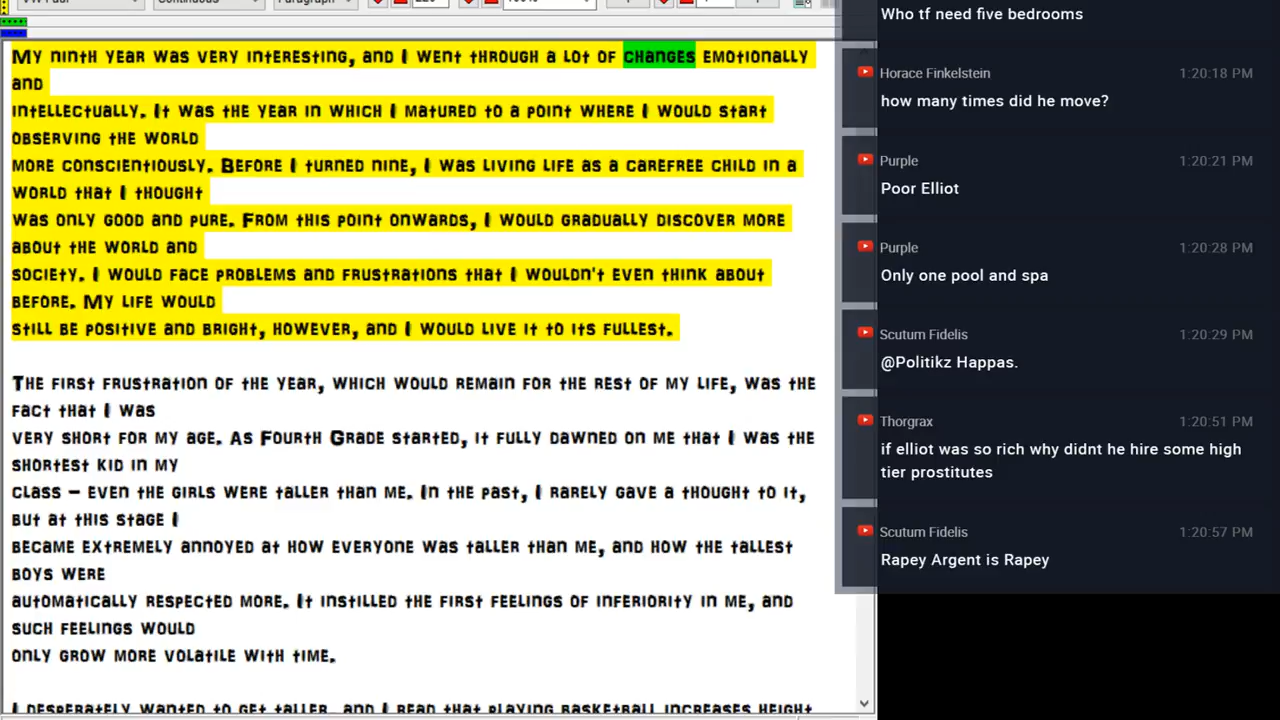 Continuous
Paragraph
My ninth year was very interesting, and I went through a lot of changes emotionally
and
intellectually. It was the year in which I matured to a point where I would start
observing the world
more conscientiously. Before I turned nine, I was living life as a carefree child in a
world that I thought
was only good and pure. From this point onwards, I would gradually discover more
about the world and
society. I would face problems and frustrations that I wouldn't even think about
before. My life would
still be positive and bright, however, and I would live it to its fullest.
The first frustration of the year, which would remain for the rest of my life, was the
fact that I was
very short for my age. As Fourth Grade started, it fully dawned on me that I was the
shortest kid in my
class – even the girls were taller than me. In the past, I rarely gave a thought to it,
but at this stage I
became extremely annoyed at how everyone was taller than me, and how the tallest
boys were
automatically respected more. It instilled the first feelings of inferiority in me, and
such feelings would
only grow more volatile with time.
I desperately wanted to get taller, and I read that playing basketball increases height
Who tf need five bedrooms
Horace Finkelstein 1:20:18 PM
how many times did he move?
Purple 1:20:21 PM
Poor Elliot
Purple 1:20:28 PM
Only one pool and spa
Scutum Fidelis 1:20:29 PM
@Politikz Happas.
Thorgrax 1:20:51 PM
if elliot was so rich why didnt he hire some high
tier prostitutes
Scutum Fidelis 1:20:57 PM
Rapey Argent is Rapey